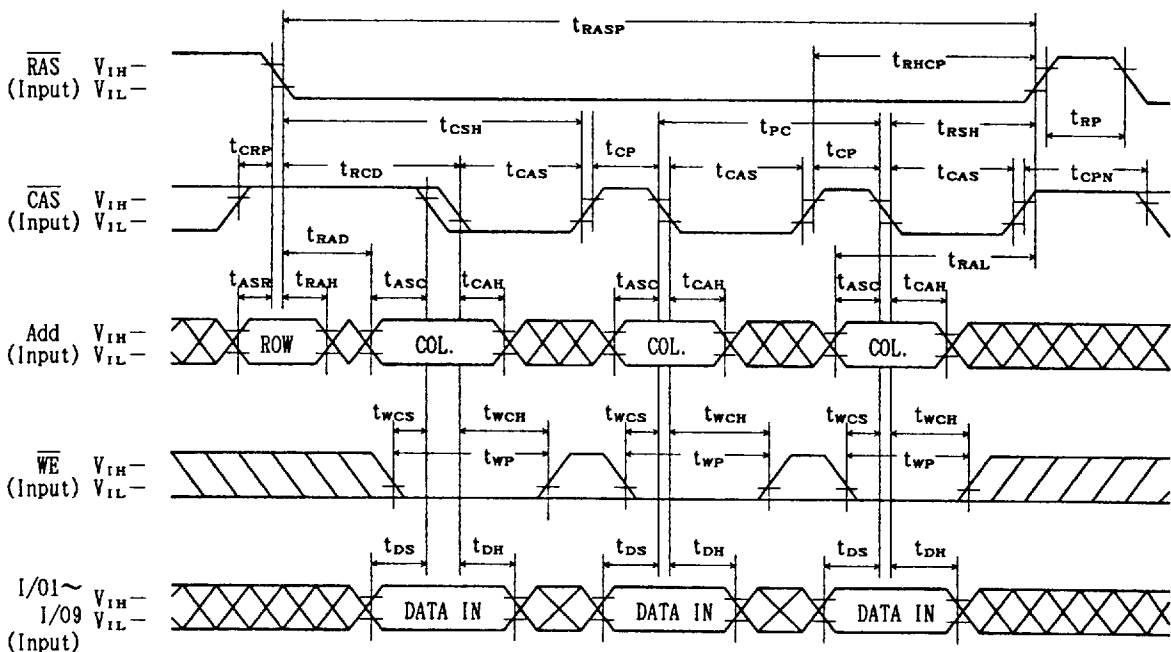 tRASP
RAS VIH
(Input) VIL
tRHCP
tCSH tPC tRSH tRP
tCRP tRCD tCAS tCP tCAS tCP tCAS tCPN
CAS VIH
(Input) VIL
tRAD tRAL
tASR tRAH tASC tCAH tASC tCAH tASC tCAH
Add VIH
(Input) VIL
ROW COL. COL. COL.
tWCS tWCH tWCS tWCH tWCS tWCH
tWP tWP tWP
WE VIH
(Input) VIL
tDS tDH tDS tDH tDS tDH
I/O1~ VIH
I/O9 VIL
(Input)
DATA IN DATA IN DATA IN